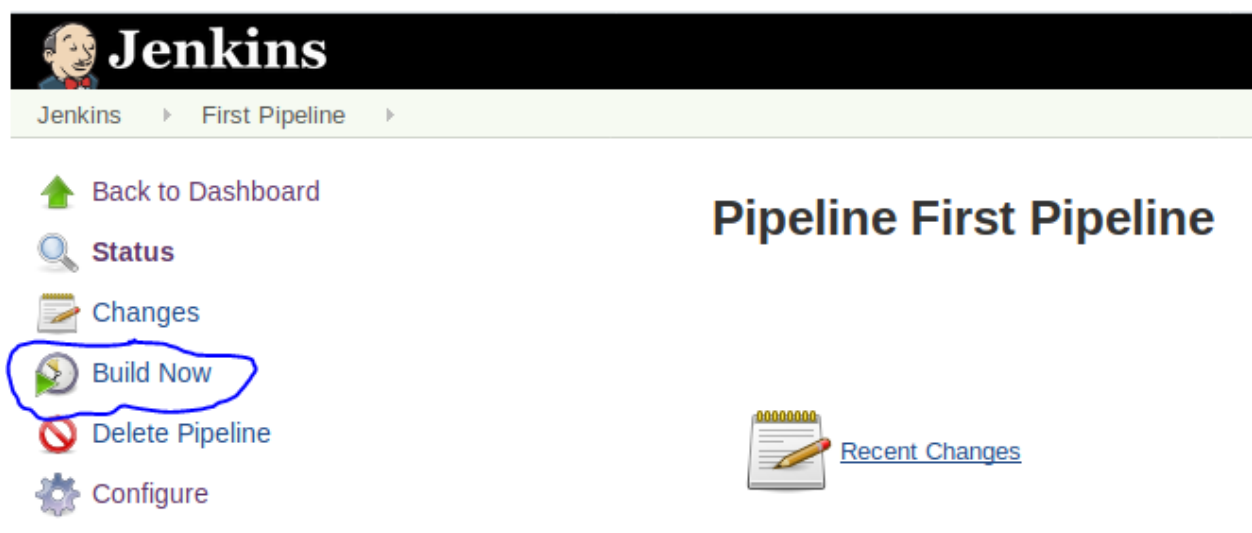 Jenkins
Jenkins First Pipeline
Back to Dashboard
Status
Changes
Build Now
Delete Pipeline
Configure
Pipeline First Pipeline
Recent Changes